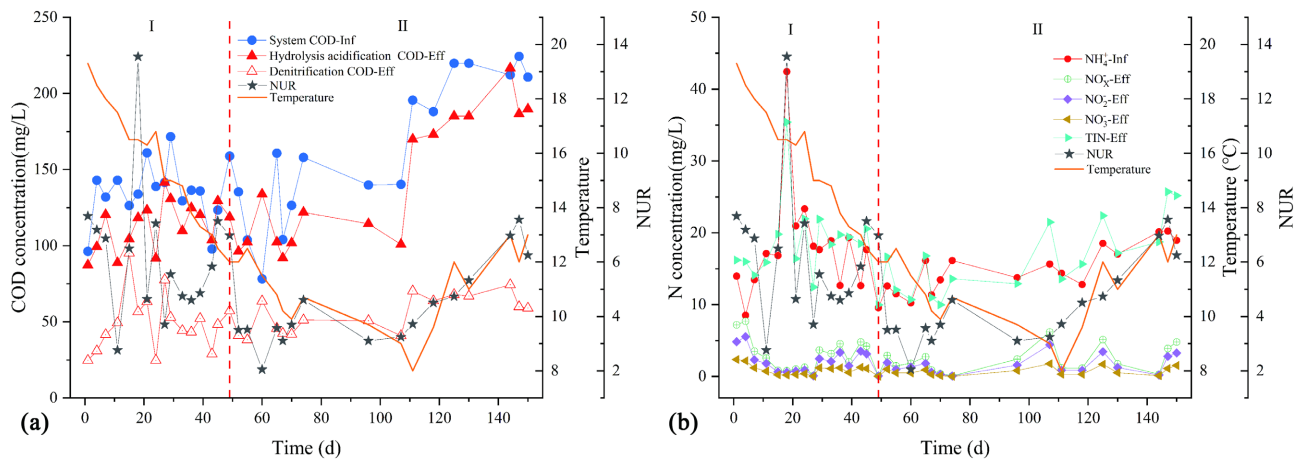 I
II
System COD-Inf
Hydrolysis acidification COD-Eff
Denitrification COD-Eff
NUR
Temperature
COD concentration(mg/L)
250
200
150
100
50
0
0
20
40
60
80
100
120
140
Time (d)
20
18
16
14
12
10
8
Temperature
14
12
10
8
6
4
2
NUR
(a)
I
II
NH₄⁺-Inf
NOₓ⁻-Eff
NO₂⁻-Eff
NO₃⁻-Eff
TIN-Eff
NUR
Temperature
N concentration(mg/L)
50
40
30
20
10
0
0
20
40
60
80
100
120
140
Time (d)
20
18
16
14
12
10
8
Temperature (°C)
14
12
10
8
6
4
2
NUR
(b)